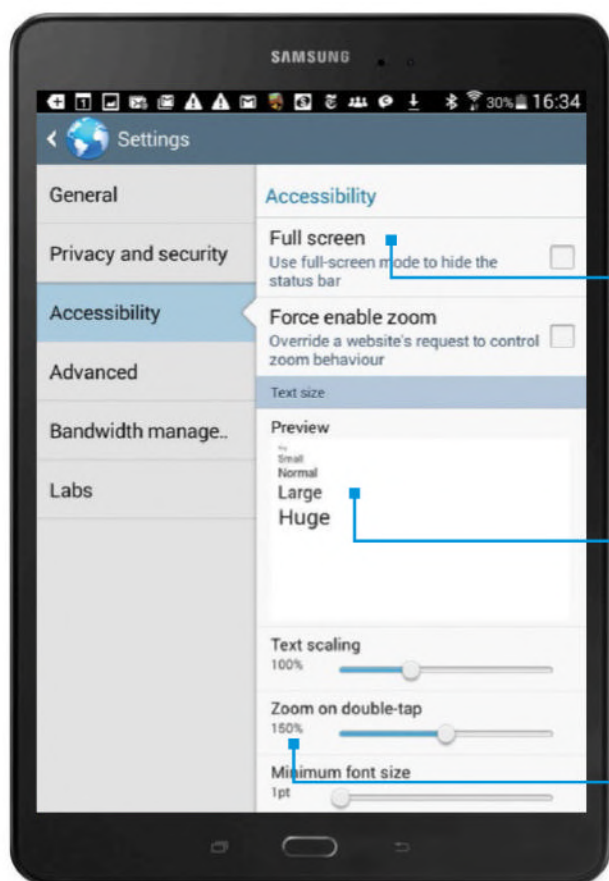 SAMSUNG
30% 16:34
Settings
General
Privacy and security
Accessibility
Advanced
Bandwidth manage..
Labs
Accessibility
Full screen
Use full-screen mode to hide the
status bar
Force enable zoom
Override a website's request to control
zoom behaviour
Text size
Preview
Small
Normal
Large
Huge
Text scaling
100%
Zoom on double-tap
150%
Minimum font size
1pt